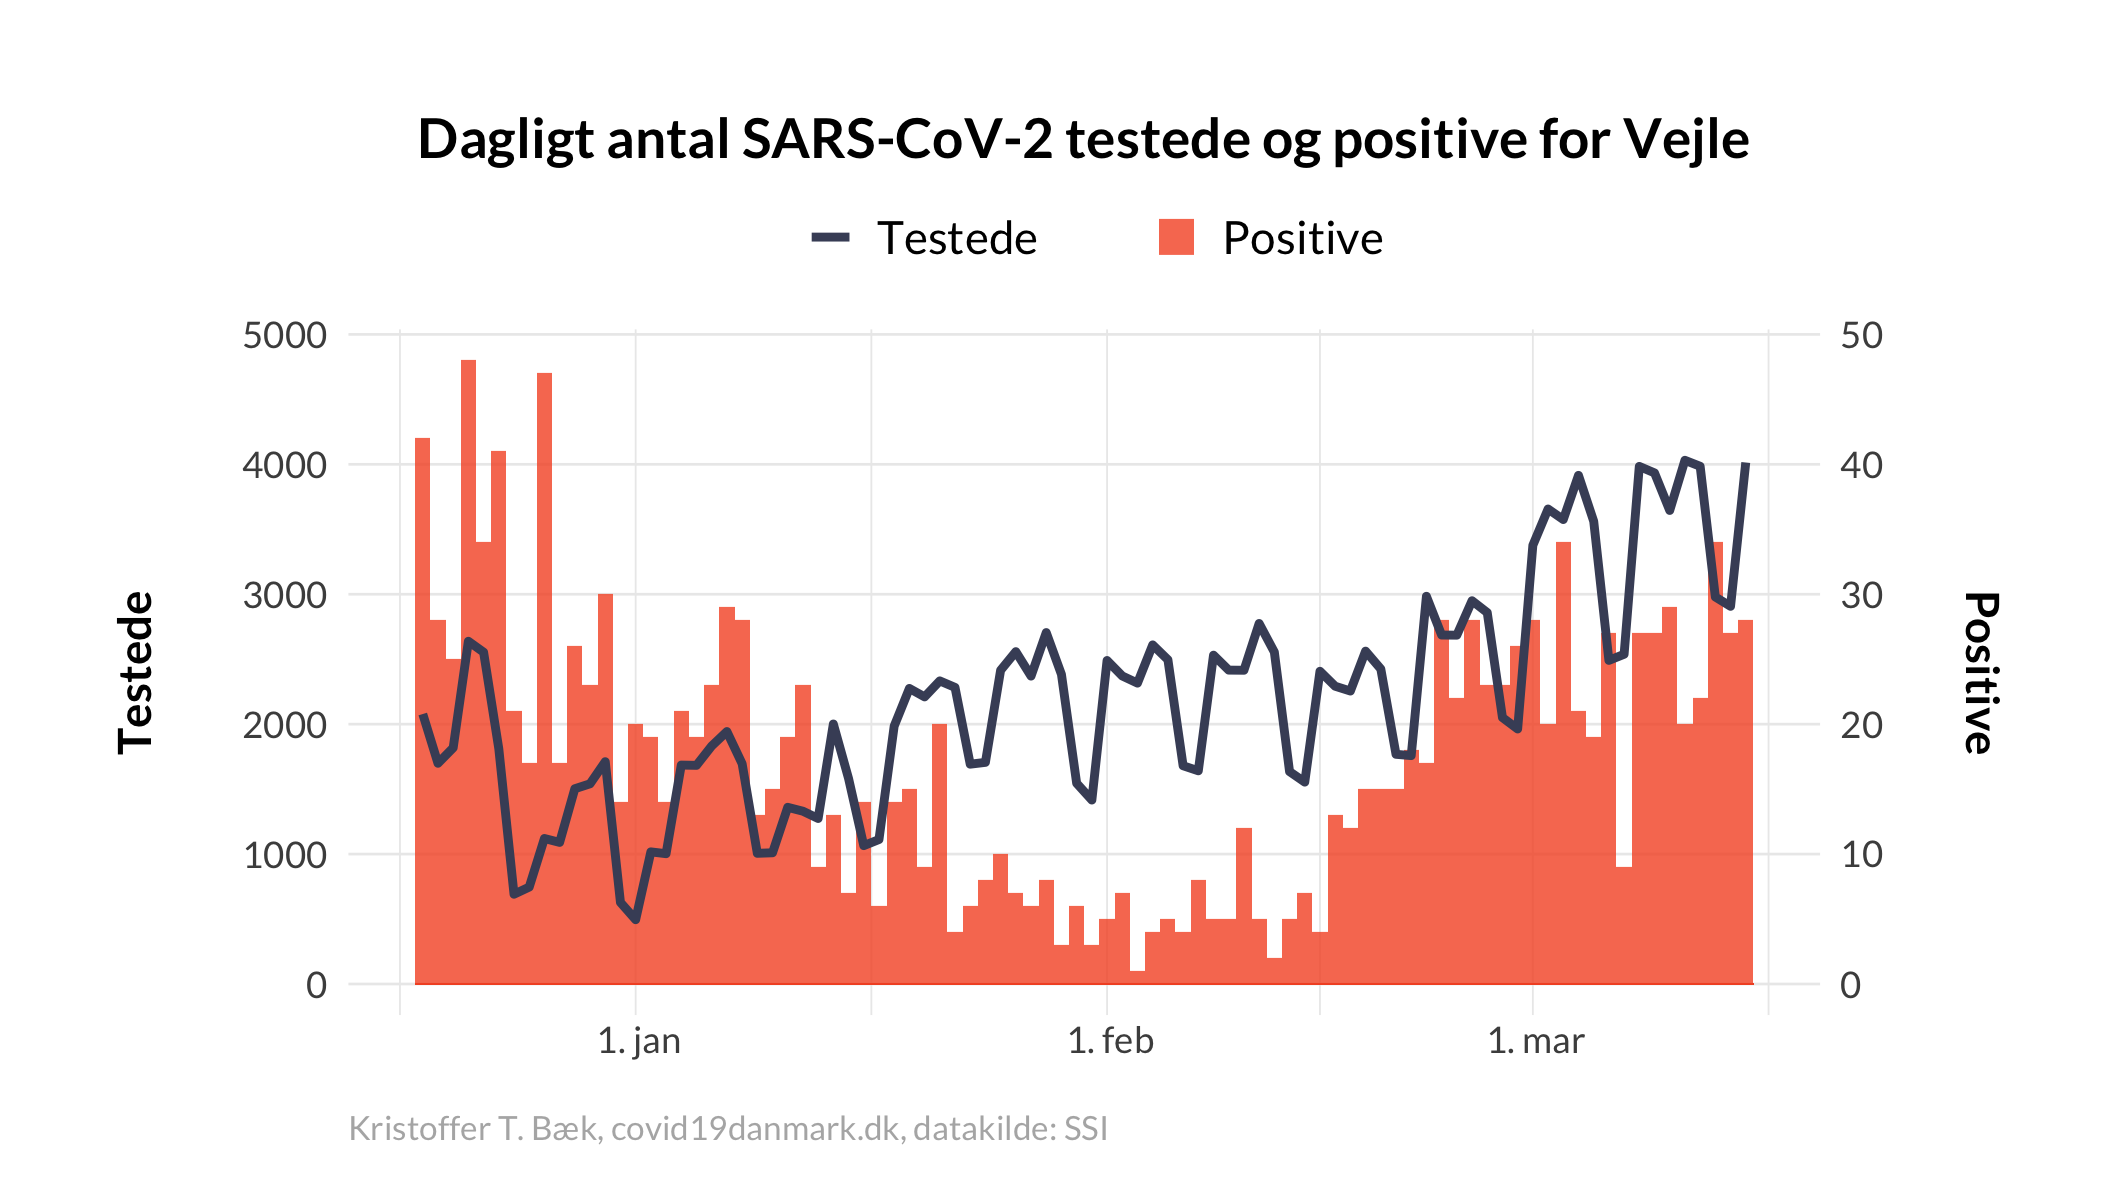 Dagligt antal SARS-CoV-2 testede og positive for Vejle
Testede
Positive
5000
4000
3000
2000
1000
0
Testede
50
40
30
20
10
0
Positive
1. jan
1. feb
1. mar
Kristoffer T. Bæk, covid19danmark.dk, datakilde: SSI